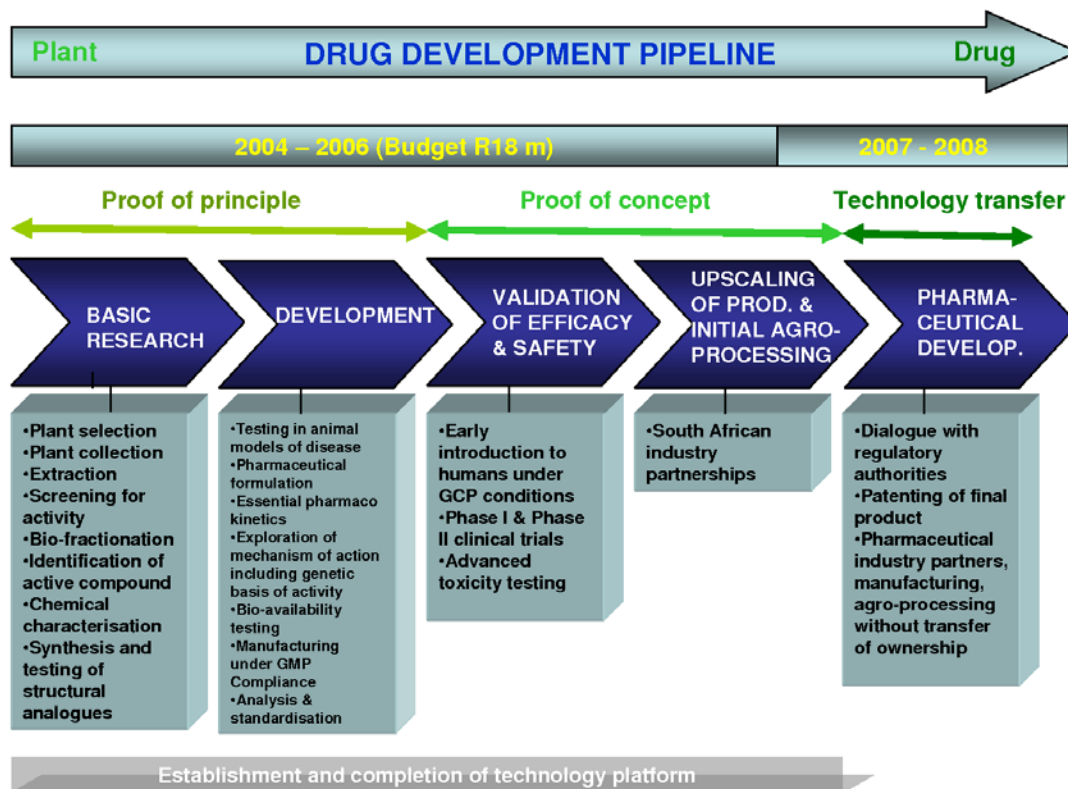 Plant DRUG DEVELOPMENT PIPELINE Drug
2004 – 2006 (Budget R18 m) 2007 - 2008
Proof of principle Proof of concept Technology transfer
BASIC
RESEARCH
DEVELOPMENT
VALIDATION
OF EFFICACY
& SAFETY
UPSCALING
OF PROD. &
INITIAL AGRO-
PROCESSING
PHARMA-
CEUTICAL
DEVELOP.
•Plant selection
•Plant collection
•Extraction
•Screening for
activity
•Bio-fractionation
•Identification of
active compound
•Chemical
characterisation
•Synthesis and
testing of
structural
analogues
•Testing in animal
models of disease
•Pharmaceutical
formulation
•Essential pharmaco
kinetics
•Exploration of
mechanism of action
including genetic
basis of activity
•Bio-availability
testing
•Manufacturing
under GMP
Compliance
•Analysis &
standardisation
•Early
introduction to
humans under
GCP conditions
•Phase I & Phase
II clinical trials
•Advanced
toxicity testing
•South African
industry
partnerships
•Dialogue with
regulatory
authorities
•Patenting of final
product
•Pharmaceutical
industry partners,
manufacturing,
agro-processing
without transfer
of ownership
Establishment and completion of technology platform